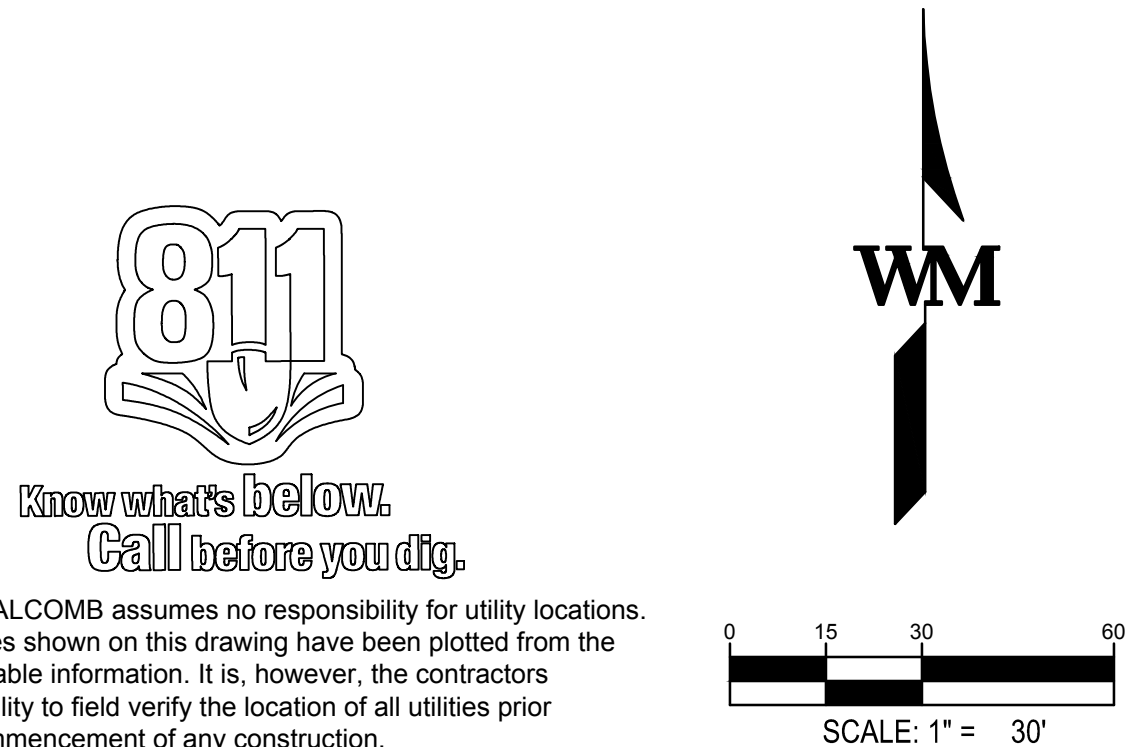 811
Know what's below.
Call before you dig.
ALCOMB assumes no responsibility for utility locations.
es shown on this drawing have been plotted from the
able information. It is, however, the contractors
lity to field verify the location of all utilities prior
mmencement of any construction.
WM
0 15 30 60
SCALE: 1" = 30'